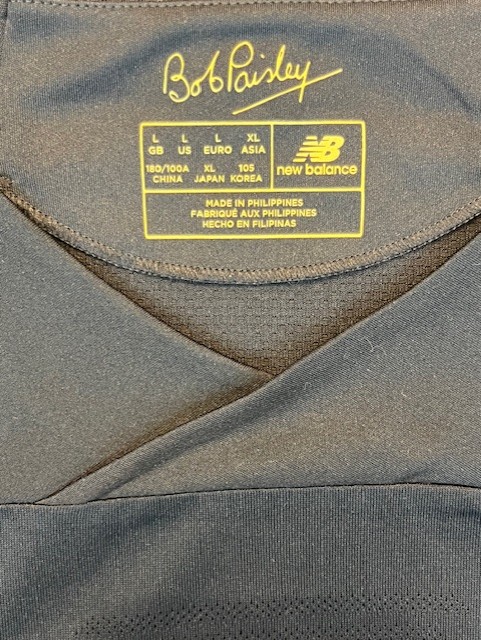 Bob Paisley
L L L XL
GB US EURO ASIA
180/100A XL 105
CHINA JAPAN KOREA
NB
new balance
MADE IN PHILIPPINES
FABRIQUÉ AUX PHILIPPINES
HECHO EN FILIPINAS